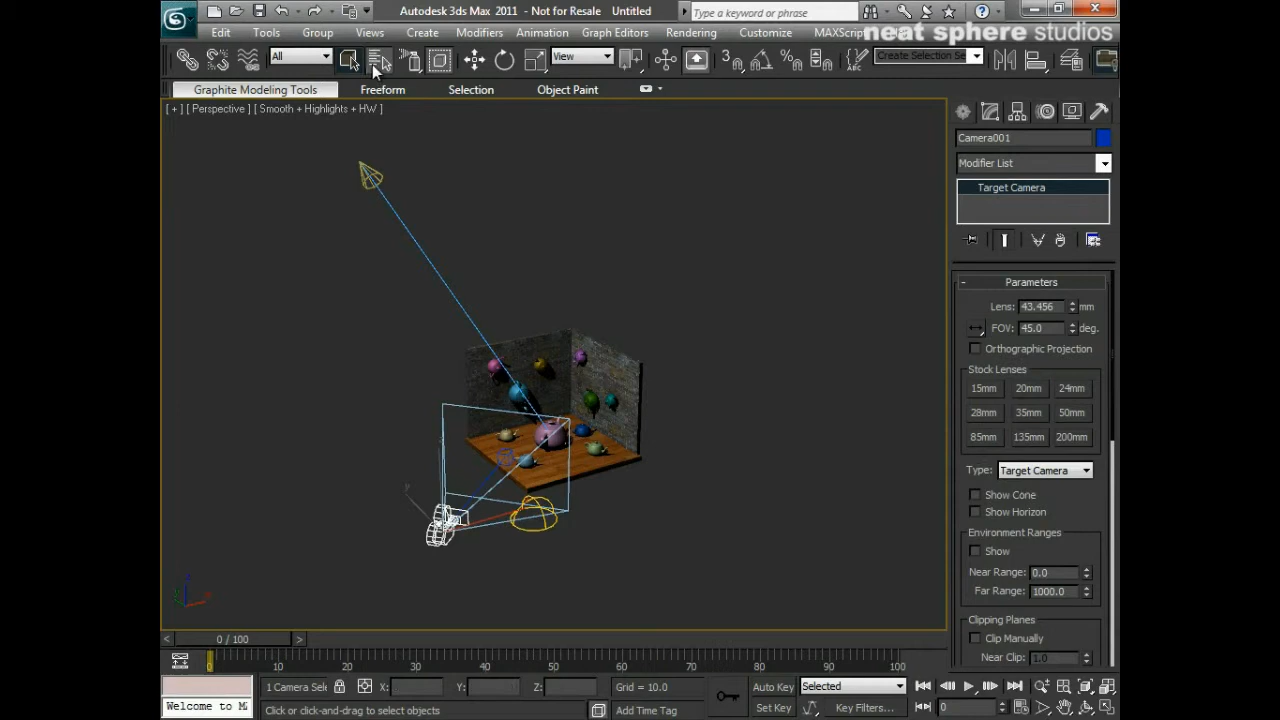 Autodesk 3ds Max 2011 - Not for Resale Untitled
Type a keyword or phrase
Edit Tools Group Views Create Modifiers Animation Graph Editors Rendering Customize MAXScript
neat sphere studios
All View 3 Create Selection Se
Graphite Modeling Tools Freeform Selection Object Paint
[ + ] [ Perspective ] [ Smooth + Highlights + HW ]
Camera001
Modifier List
Target Camera
- Parameters
Lens: 43.456 mm
FOV: 45.0 deg.
Orthographic Projection
Stock Lenses
15mm 20mm 24mm
28mm 35mm 50mm
85mm 135mm 200mm
Type: Target Camera
Show Cone
Show Horizon
Environment Ranges
Show
Near Range: 0.0
Far Range: 1000.0
Clipping Planes
Clip Manually
Near Clip: 1.0
< 0 / 100 >
0 10 20 30 40 50 60 70 80 90 100
1 Camera Sel X: Y: Z: Grid = 10.0 Auto Key Selected
Welcome to M Click or click-and-drag to select objects Add Time Tag Set Key Key Filters... 0